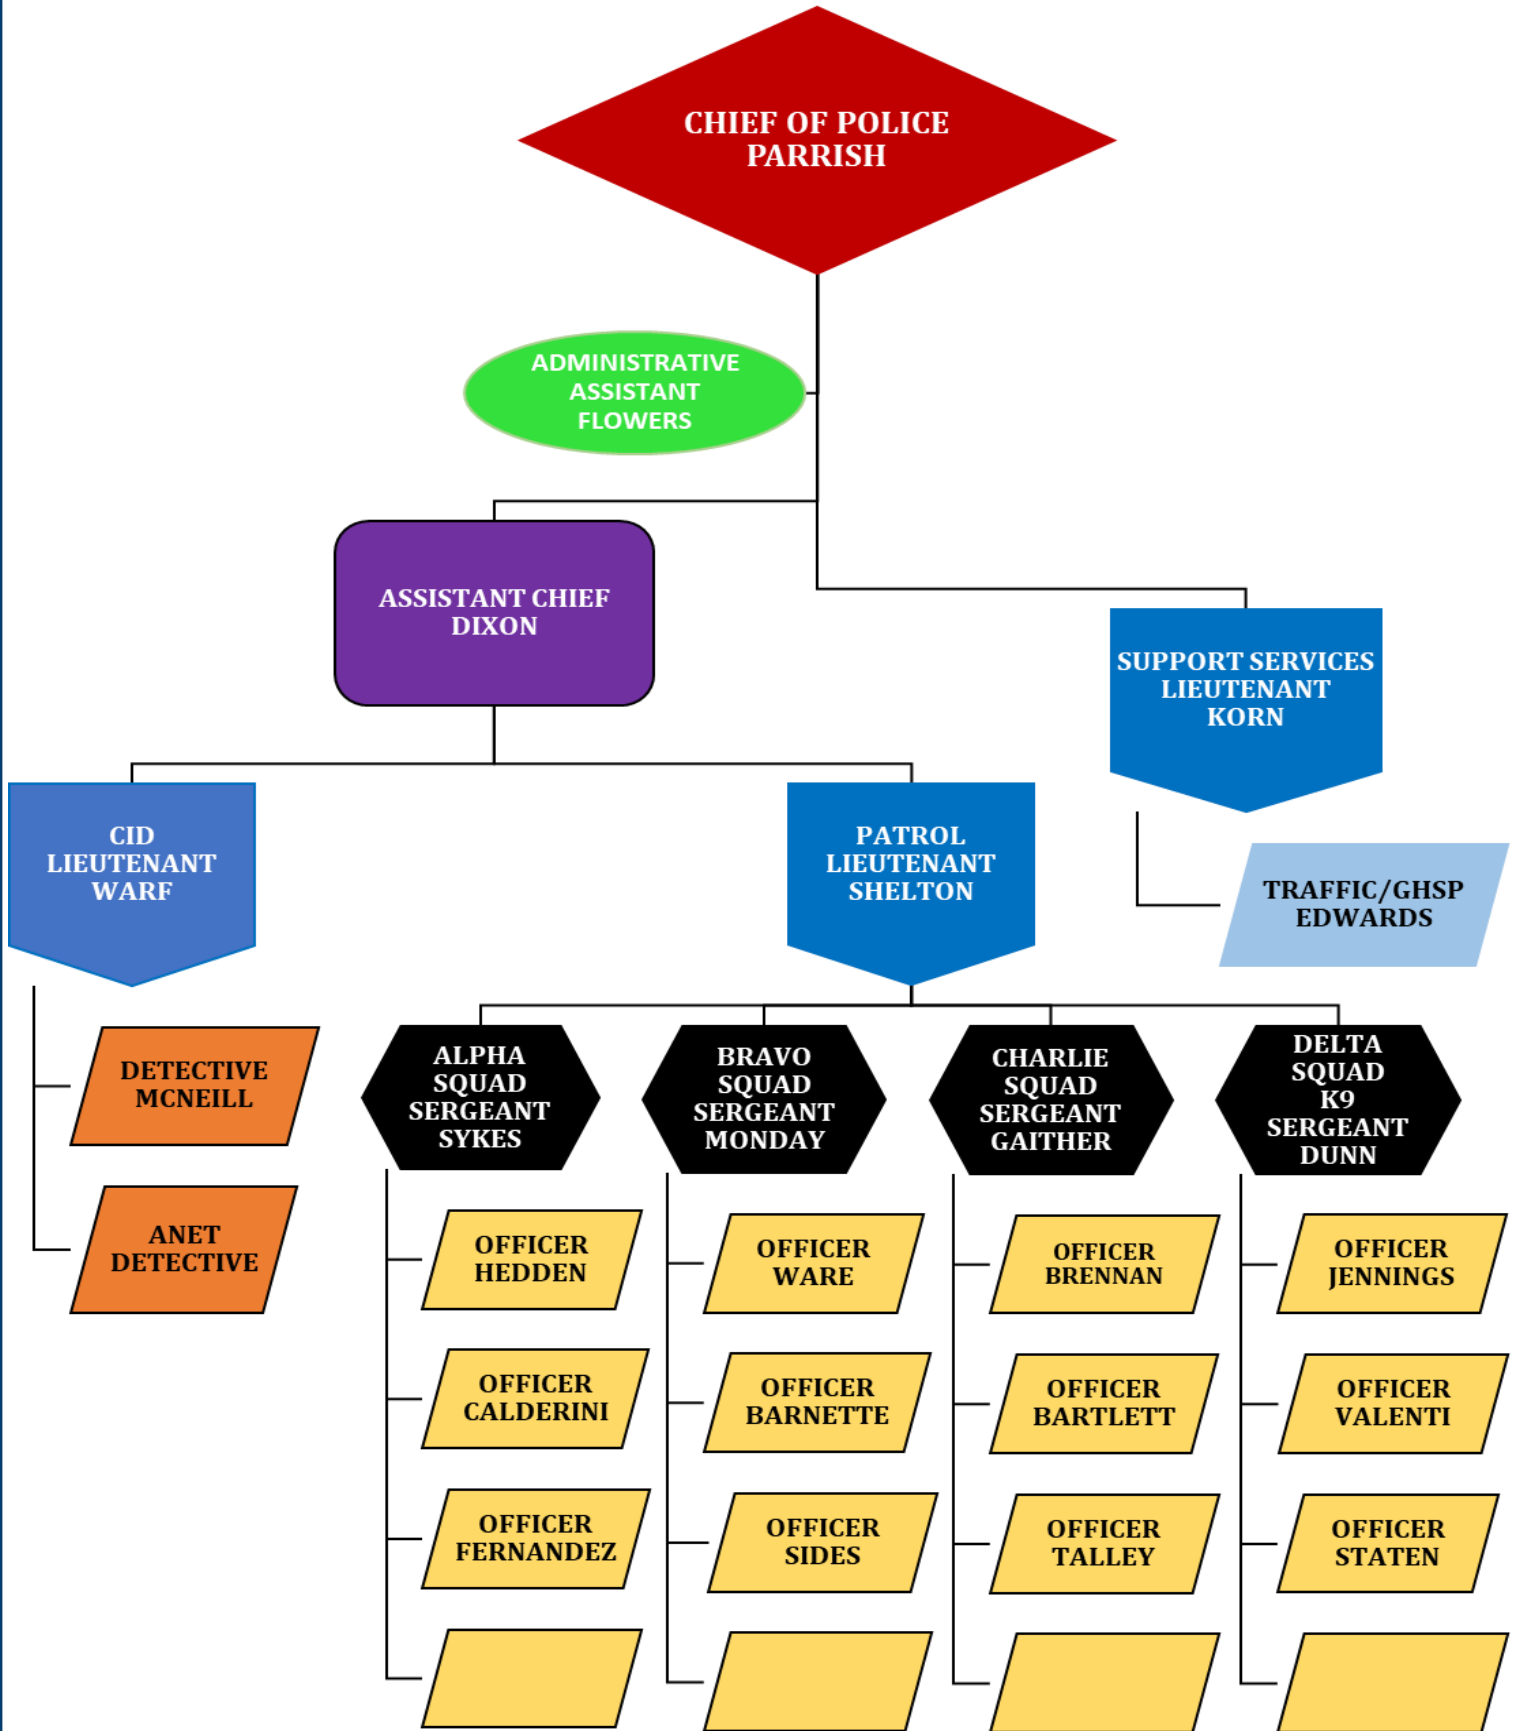 CHIEF OF POLICE
PARRISH
ADMINISTRATIVE
ASSISTANT
FLOWERS
ASSISTANT CHIEF
DIXON
SUPPORT SERVICES
LIEUTENANT
KORN
CID
LIEUTENANT
WARF
PATROL
LIEUTENANT
SHELTON
TRAFFIC/GHSP
EDWARDS
DETECTIVE
MCNEILL
ANET
DETECTIVE
ALPHA
SQUAD
SERGEANT
SYKES
OFFICER
HEDDEN
OFFICER
CALDERINI
OFFICER
FERNANDEZ
BRAVO
SQUAD
SERGEANT
MONDAY
OFFICER
WARE
OFFICER
BARNETTE
OFFICER
SIDES
CHARLIE
SQUAD
SERGEANT
GAITHER
OFFICER
BRENNAN
OFFICER
BARTLETT
OFFICER
TALLEY
DELTA
SQUAD
K9
SERGEANT
DUNN
OFFICER
JENNINGS
OFFICER
VALENTI
OFFICER
STATEN